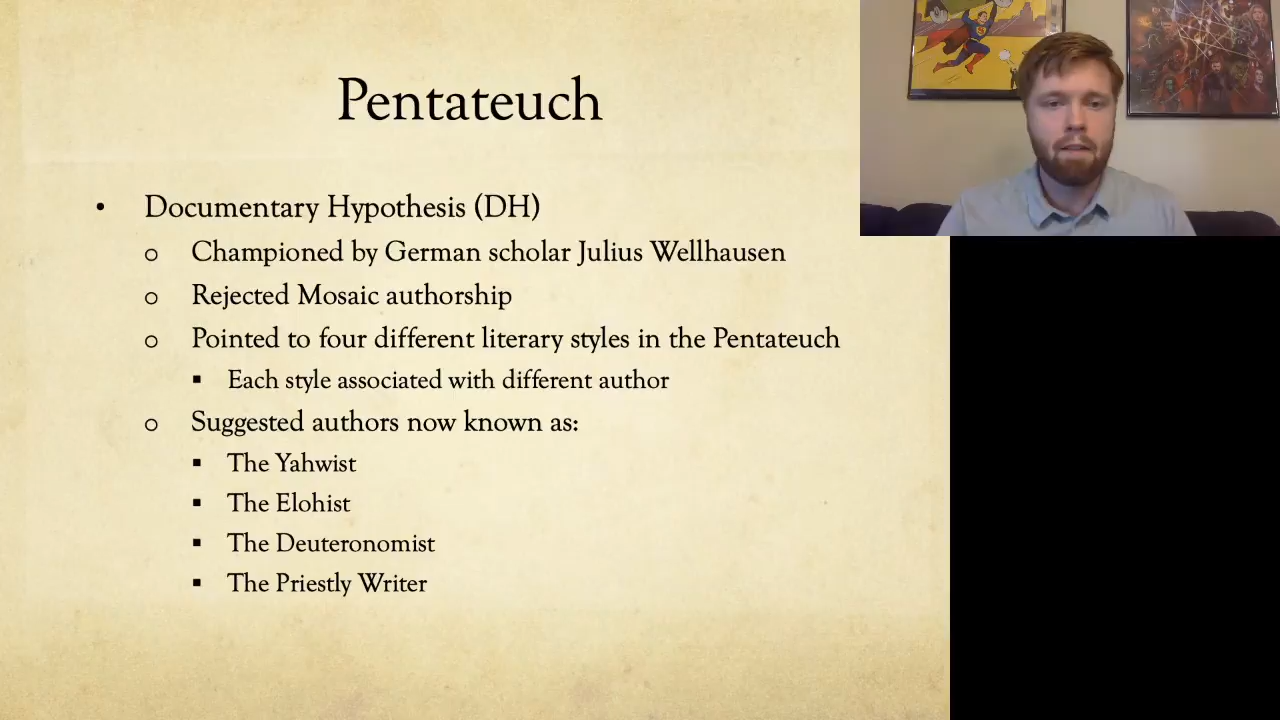 Pentateuch
• Documentary Hypothesis (DH)
o Championed by German scholar Julius Wellhausen
o Rejected Mosaic authorship
o Pointed to four different literary styles in the Pentateuch
▪ Each style associated with different author
o Suggested authors now known as:
▪ The Yahwist
▪ The Elohist
▪ The Deuteronomist
▪ The Priestly Writer